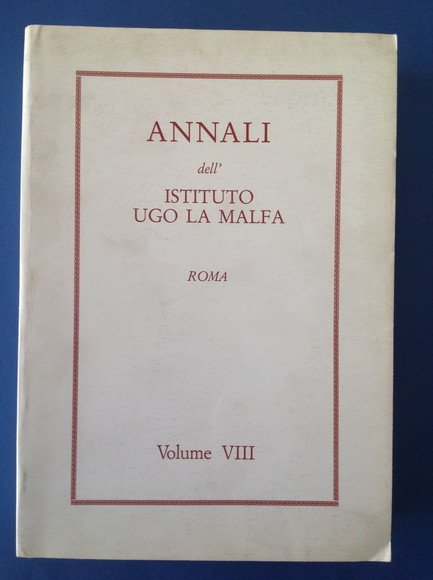 ANNALI
dell'
ISTITUTO
UGO LA MALFA
ROMA
Volume VIII